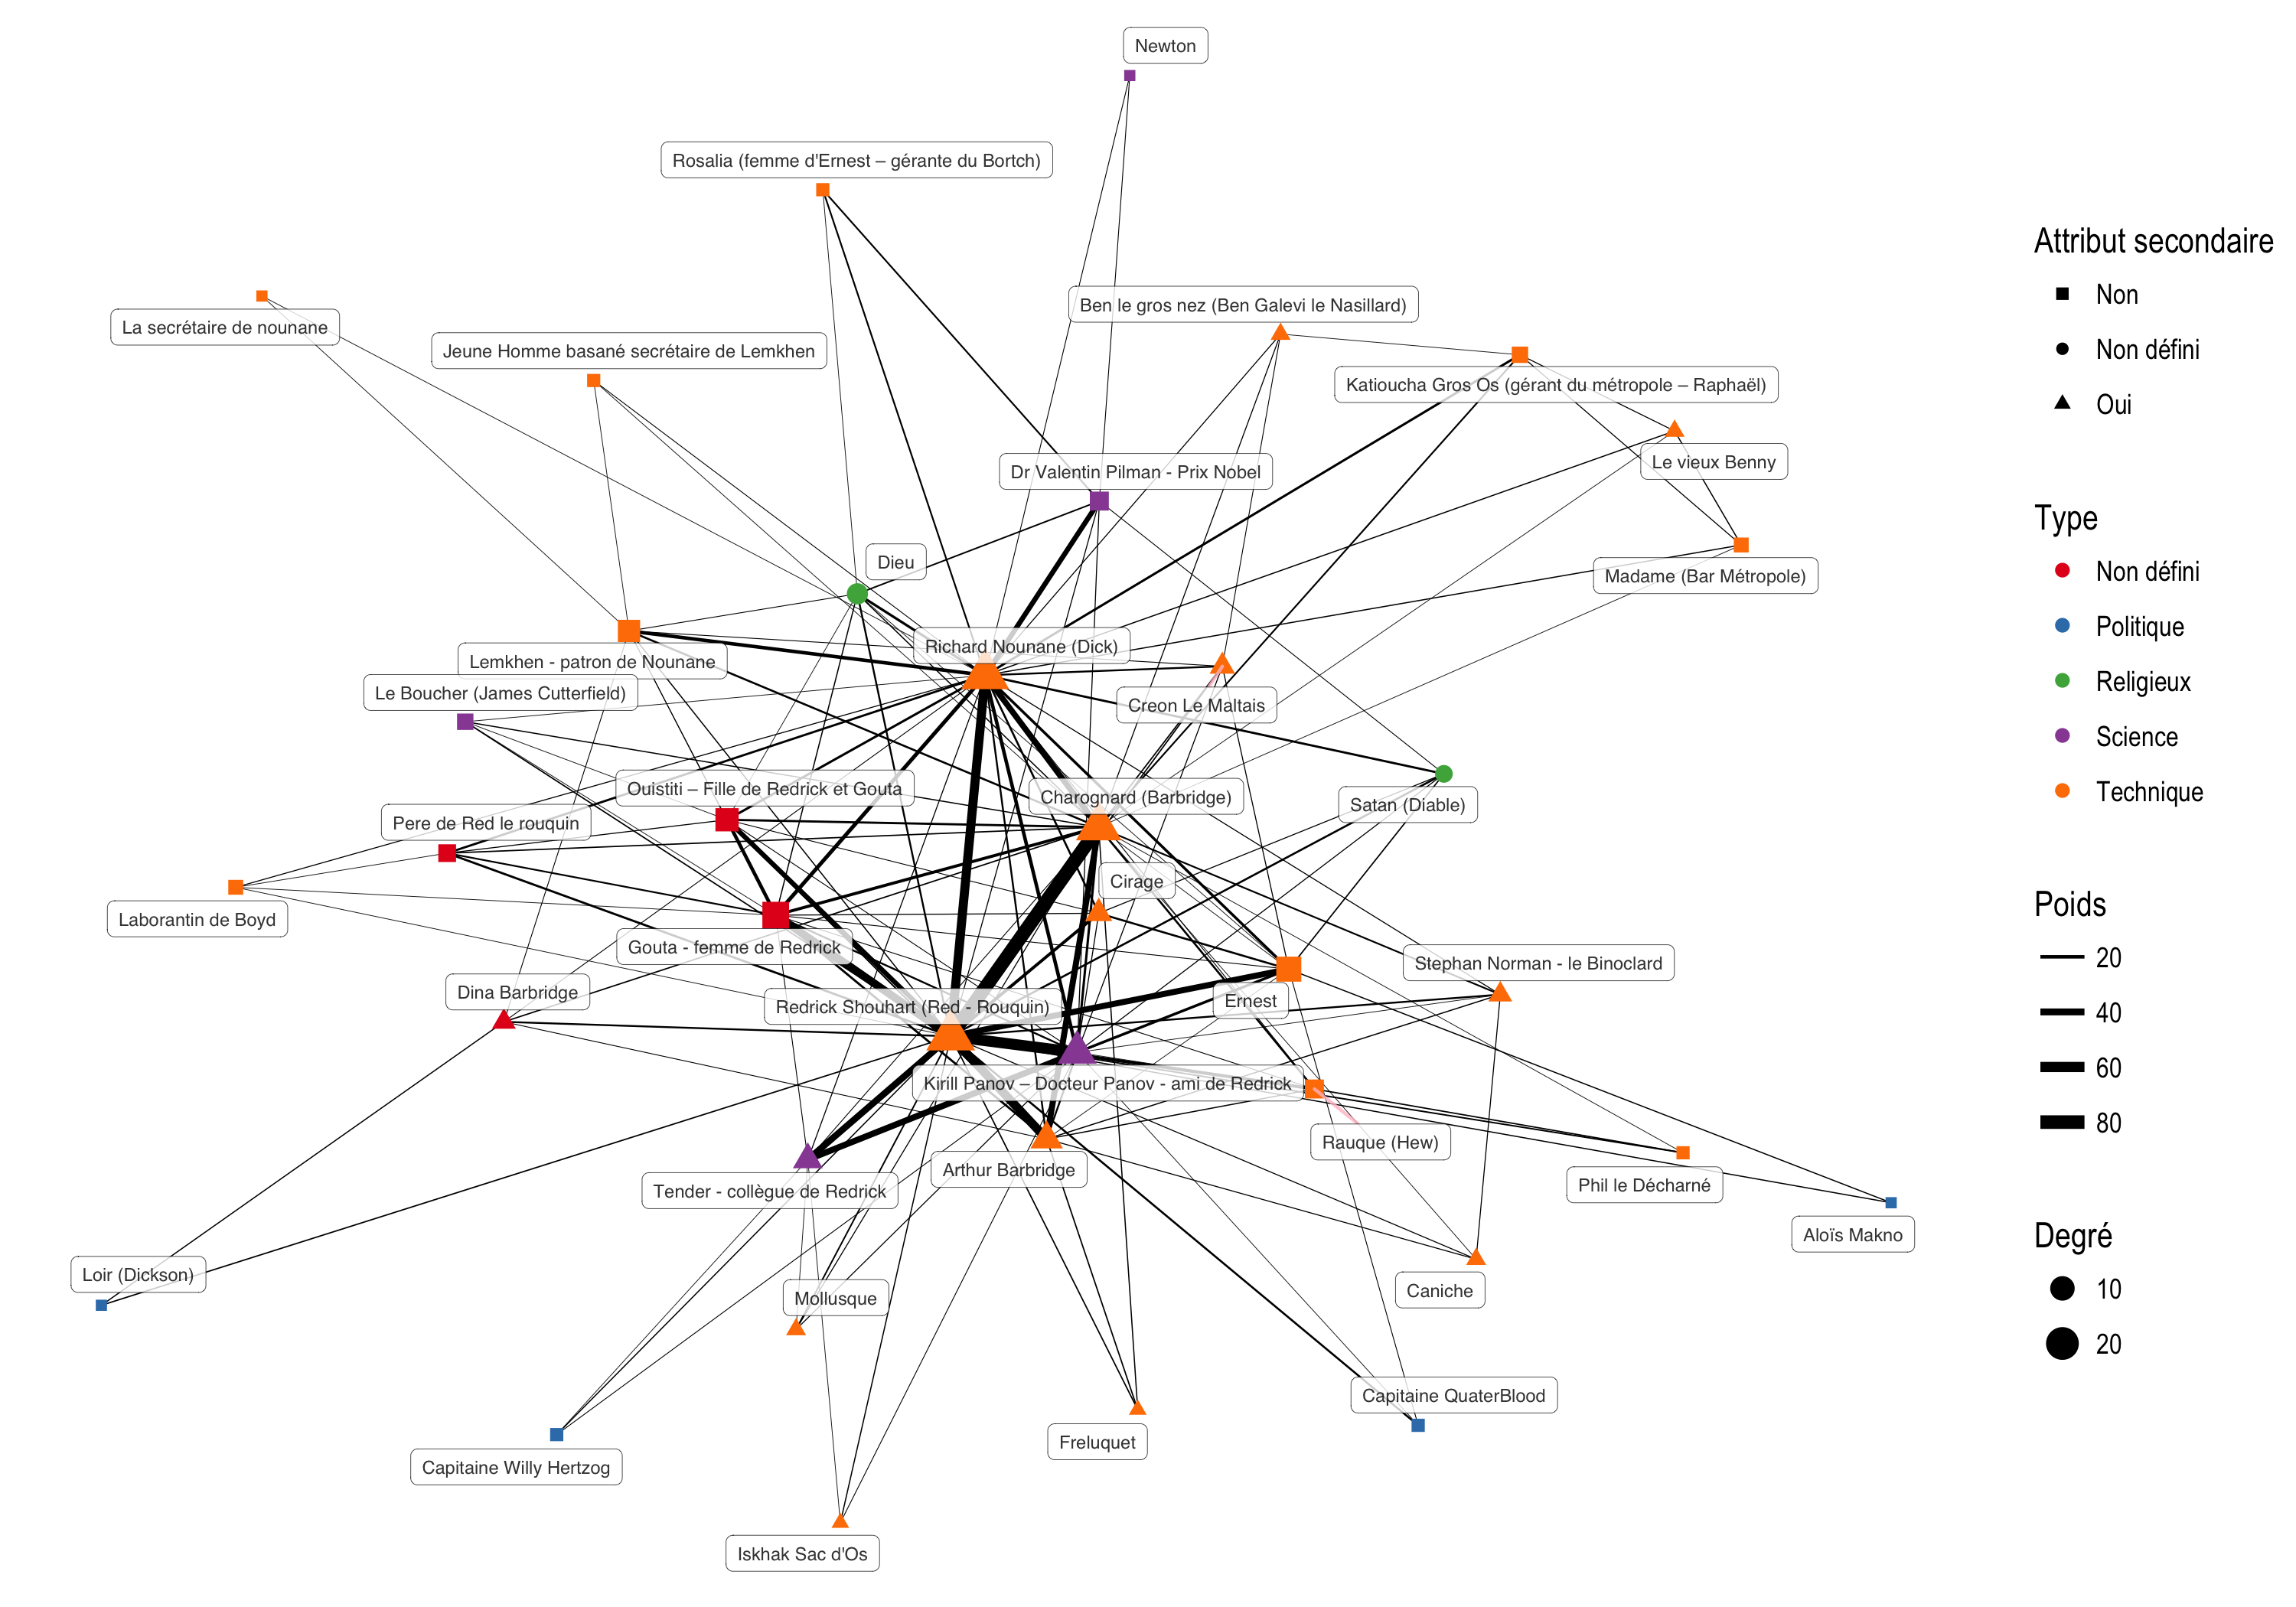 Newton
Rosalia (femme d'Ernest – gérante du Bortch)
Ben le gros nez (Ben Galevi le Nasillard)
La secrétaire de nounane
Jeune Homme basané secrétaire de Lemkhen
Katioucha Gros Os (gérant du métropole – Raphaël)
Le vieux Benny
Dr Valentin Pilman - Prix Nobel
Dieu
Madame (Bar Métropole)
Richard Nounane (Dick)
Lemkhen - patron de Nounane
Le Boucher (James Cutterfield)
Creon Le Maltais
Ouistiti – Fille de Redrick et Gouta
Charognard (Barbridge)
Satan (Diable)
Pere de Red le rouquin
Cirage
Laborantin de Boyd
Gouta - femme de Redrick
Stephan Norman - le Binoclard
Dina Barbridge
Ernest
Redrick Shouhart (Red - Rouquin)
Kirill Panov – Docteur Panov - ami de Redrick
Rauque (Hew)
Arthur Barbridge
Phil le Décharné
Tender - collègue de Redrick
Aloïs Makno
Loir (Dickson)
Caniche
Mollusque
Capitaine QuaterBlood
Freluquet
Capitaine Willy Hertzog
Iskhak Sac d'Os
Attribut secondaire
Non
Non défini
Oui
Type
Non défini
Politique
Religieux
Science
Technique
Poids
20
40
60
80
Degré
10
20